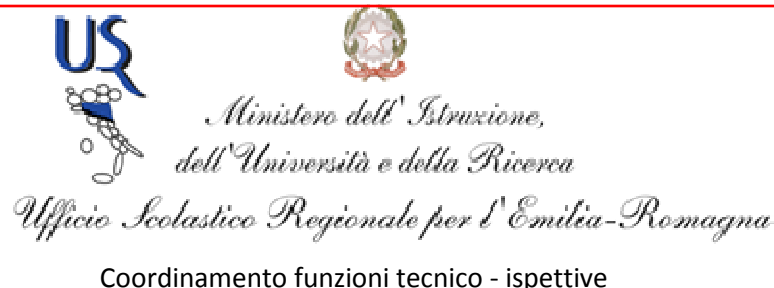 USR
Ministero dell'Istruzione,
dell'Università e della Ricerca
Ufficio Scolastico Regionale per l'Emilia-Romagna
Coordinamento funzioni tecnico - ispettive